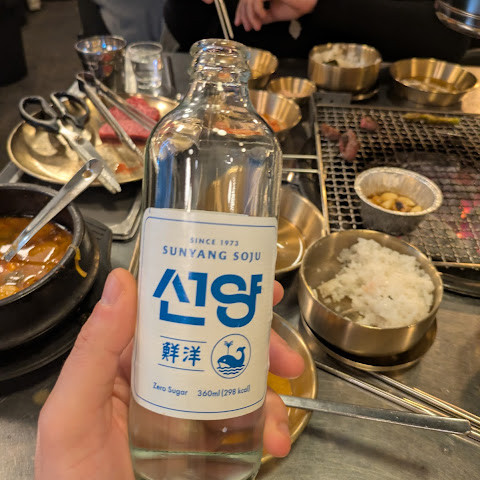 SINCE 1973
SUNYANG SOJU
선양
鮮洋
Zero Sugar 360ml(298 kcal)